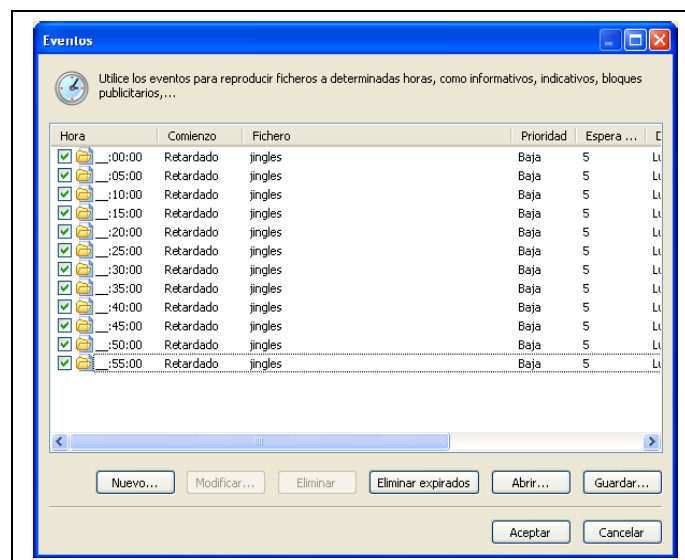 Eventos
Utilice los eventos para reproducir ficheros a determinadas horas, como informativos, indicativos, bloques
publicitarios,...
Hora Comienzo Fichero Prioridad Espera ...
__:00:00 Retardado jingles Baja 5
__:05:00 Retardado jingles Baja 5
__:10:00 Retardado jingles Baja 5
__:15:00 Retardado jingles Baja 5
__:20:00 Retardado jingles Baja 5
__:25:00 Retardado jingles Baja 5
__:30:00 Retardado jingles Baja 5
__:35:00 Retardado jingles Baja 5
__:40:00 Retardado jingles Baja 5
__:45:00 Retardado jingles Baja 5
__:50:00 Retardado jingles Baja 5
__:55:00 Retardado jingles Baja 5
Nuevo... Modificar... Eliminar Eliminar expirados Abrir... Guardar...
Aceptar Cancelar